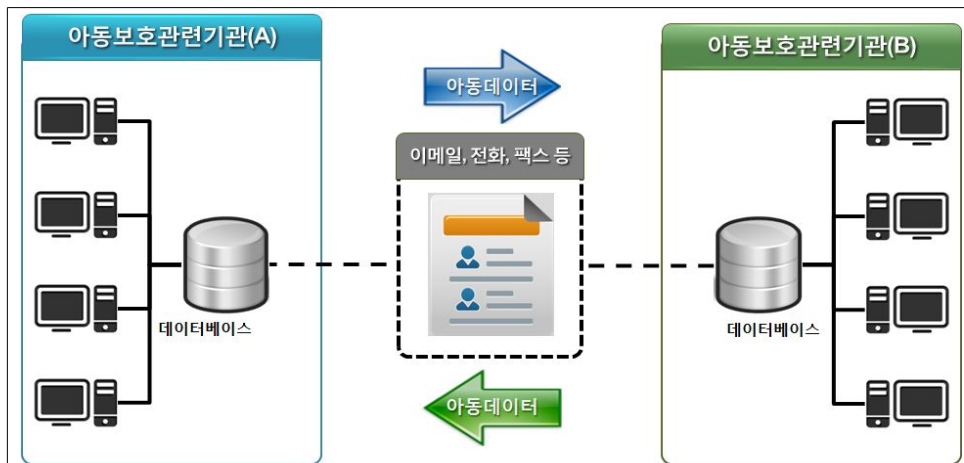 아동보호관련기관(A)
아동보호관련기관(B)
아동데이터
이메일, 전화, 팩스 등
데이터베이스
데이터베이스
아동데이터